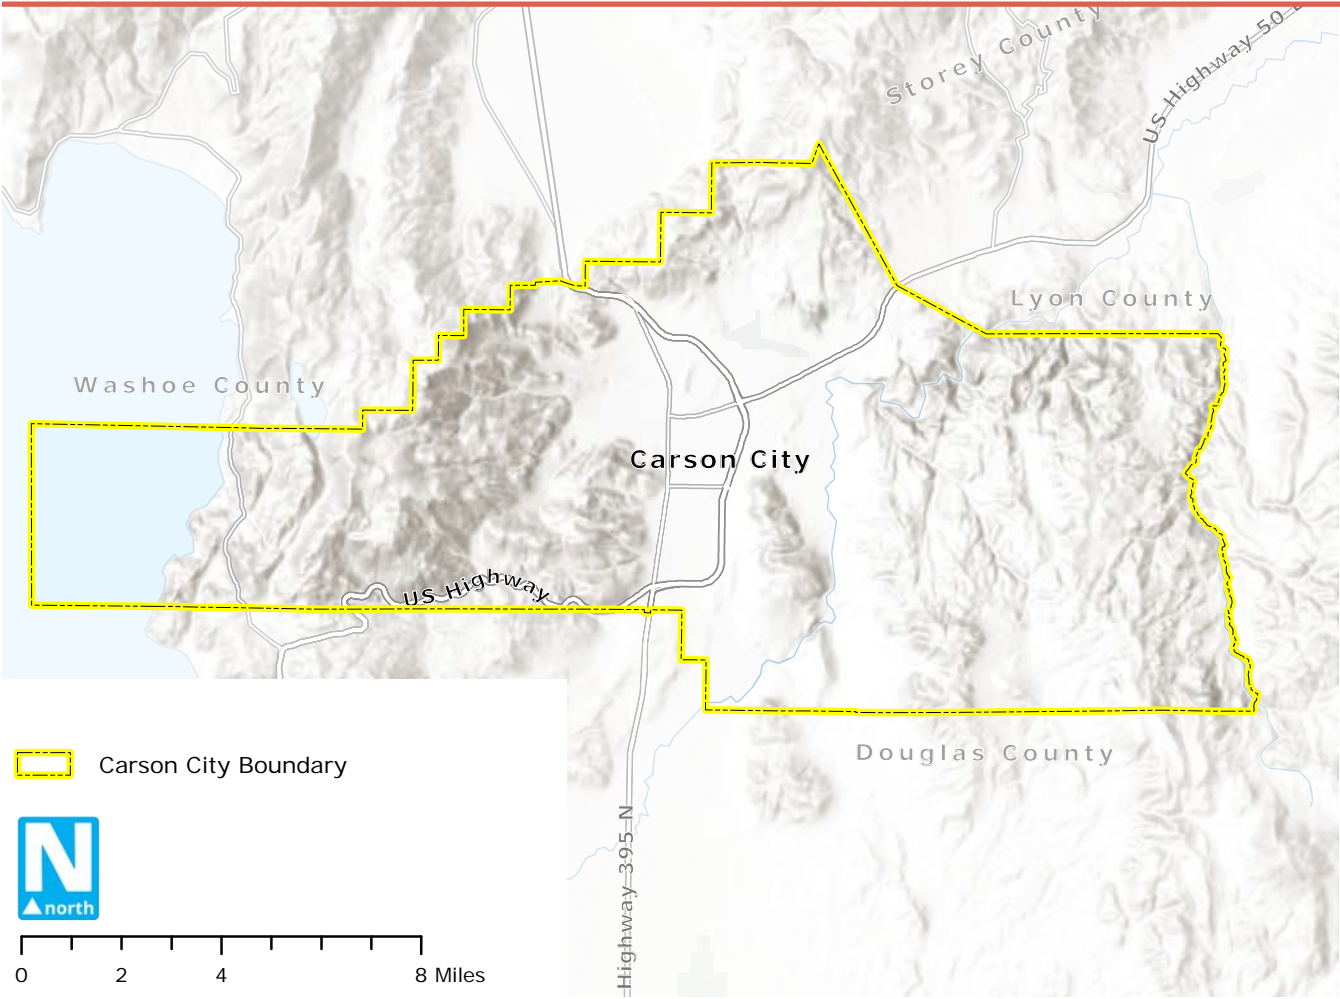 Storey County
US Highway 50 E
Lyon County
Washoe County
Carson City
US Highway
Douglas County
Carson City Boundary
Highway 395 N
N
north
0 2 4 8 Miles